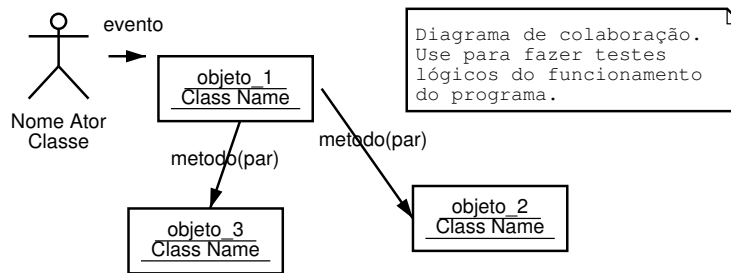 evento
Diagrama de colaboração.
Use para fazer testes
lógicos do funcionamento
do programa.
objeto_1
Class Name
Nome Ator
Classe
metodo(par)
metodo(par)
objeto_2
Class Name
objeto_3
Class Name